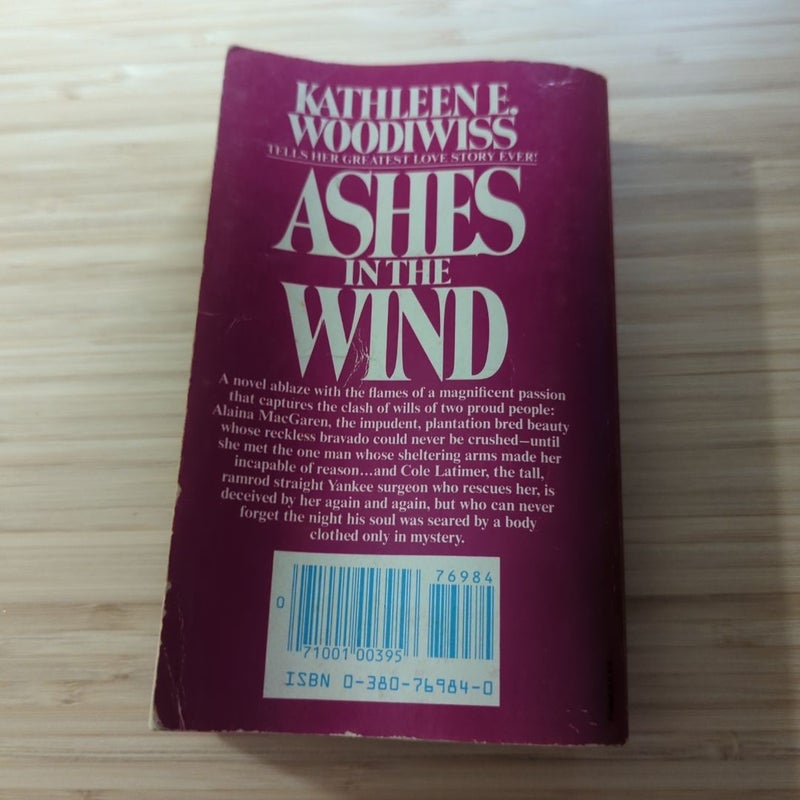 KATHLEEN E.
WOODIWISS
TELLS HER GREATEST LOVE STORY EVER!
ASHES
IN THE
WIND
A novel ablaze with the flames of a magnificent passion
that captures the clash of wills of two proud people:
Alaina MacGaren, the impudent, plantation bred beauty
whose reckless bravado could never be crushed—until
she met the one man whose sheltering arms made her
incapable of reason...and Cole Latimer, the tall,
ramrod straight Yankee surgeon who rescues her, is
deceived by her again and again, but who can never
forget the night his soul was seared by a body
clothed only in mystery.
76984
0
71001 00395
ISBN 0-380-76984-0